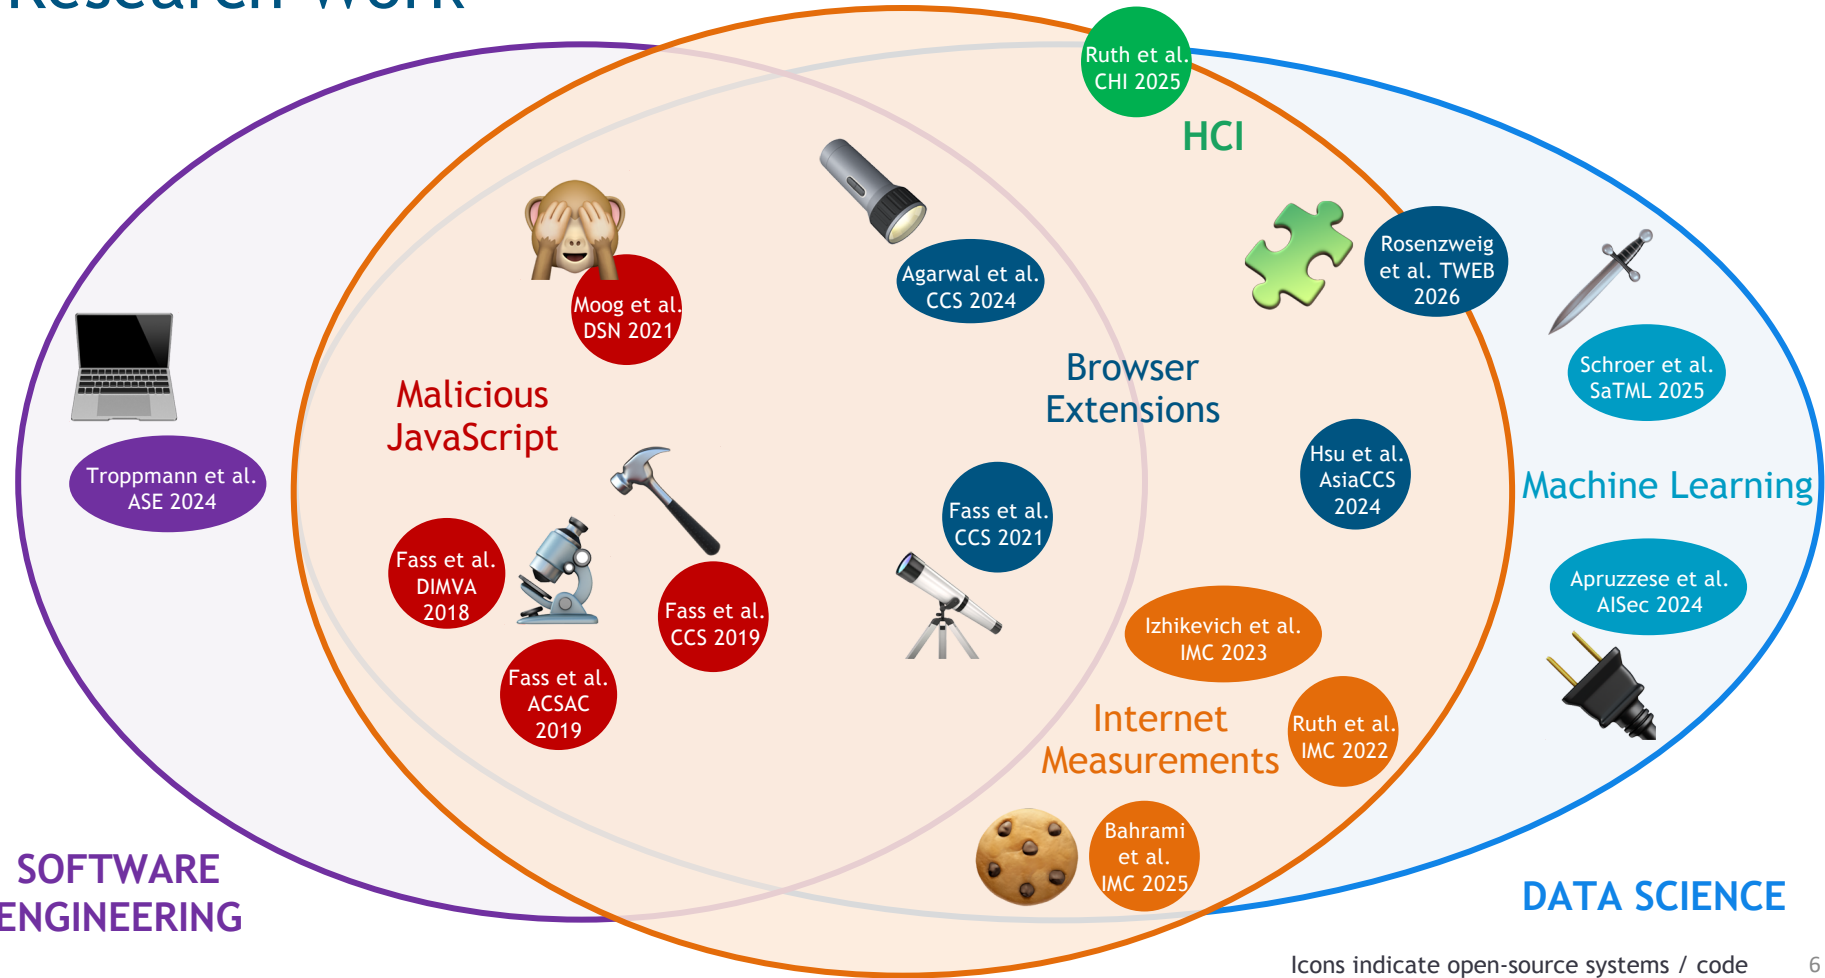 Research Work
Ruth et al.
CHI 2025
HCI
Rosenzweig
et al. TWEB
2026
Agarwal et al.
CCS 2024
Moog et al.
DSN 2021
Schroer et al.
SaTML 2025
Browser
Extensions
Malicious
JavaScript
Hsu et al.
AsiaCCS
2024
Machine Learning
Troppmann et al.
ASE 2024
Fass et al.
CCS 2021
Fass et al.
DIMVA
2018
Fass et al.
CCS 2019
Apruzzese et al.
AISec 2024
Izhikevich et al.
IMC 2023
Fass et al.
ACSAC
2019
Internet
Measurements
Ruth et al.
IMC 2022
Bahrami
et al.
IMC 2025
SOFTWARE
ENGINEERING
DATA SCIENCE
Icons indicate open-source systems / code
6